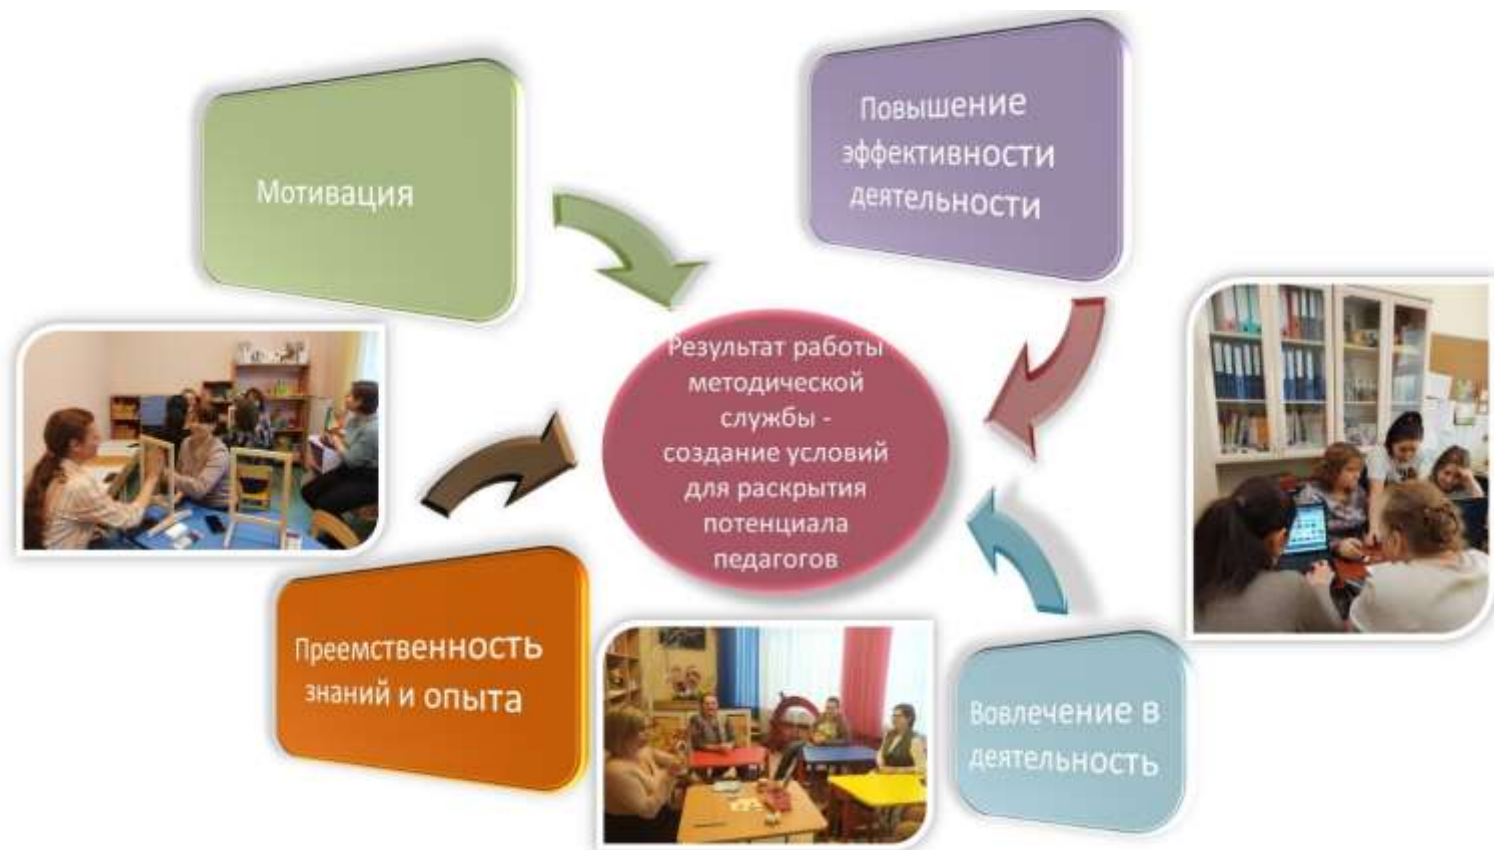 Мотивация
Повышение
эффективности
деятельности
Результат работы
методической
службы -
создание условий
для раскрытия
потенциала
педагогов
Преемственность
знаний и опыта
Вовлечение в
деятельность